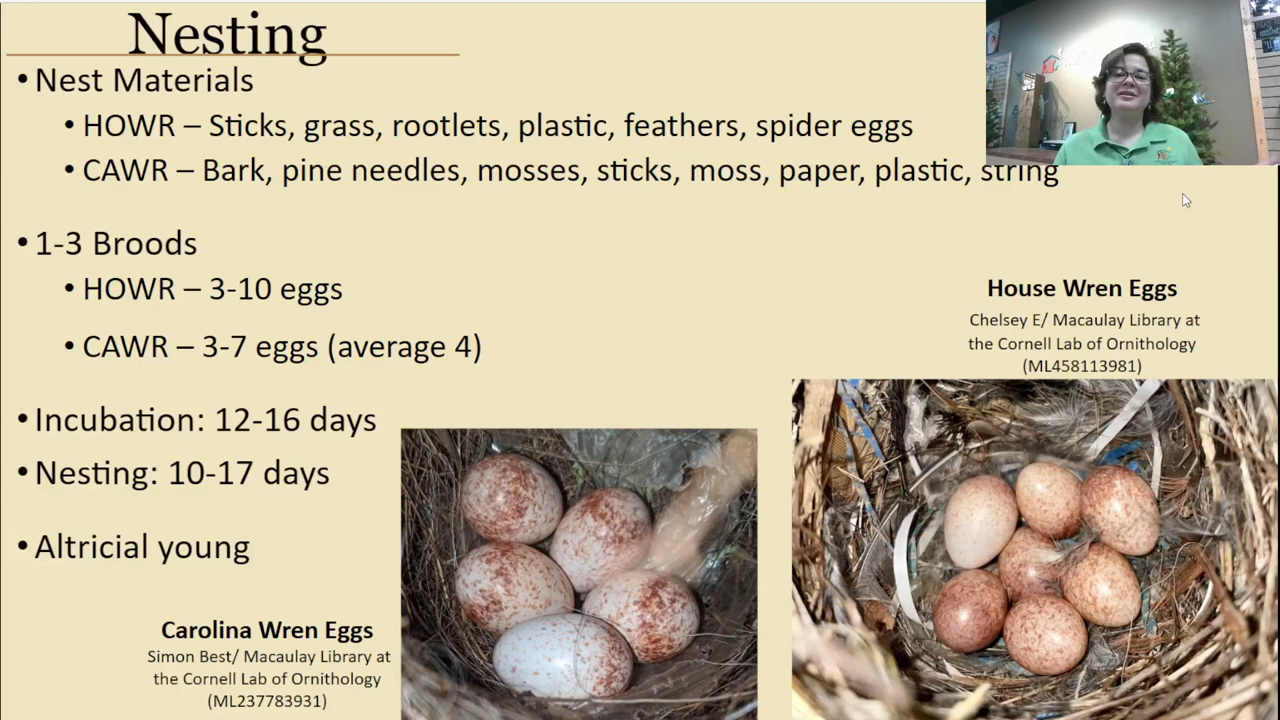 Nesting
• Nest Materials
• HOWR – Sticks, grass, rootlets, plastic, feathers, spider eggs
• CAWR – Bark, pine needles, mosses, sticks, moss, paper, plastic, string
• 1-3 Broods
• HOWR – 3-10 eggs
• CAWR – 3-7 eggs (average 4)
• Incubation: 12-16 days
• Nesting: 10-17 days
• Altricial young
Carolina Wren Eggs
Simon Best/ Macaulay Library at
the Cornell Lab of Ornithology
(ML237783931)
House Wren Eggs
Chelsey E/ Macaulay Library at
the Cornell Lab of Ornithology
(ML458113981)